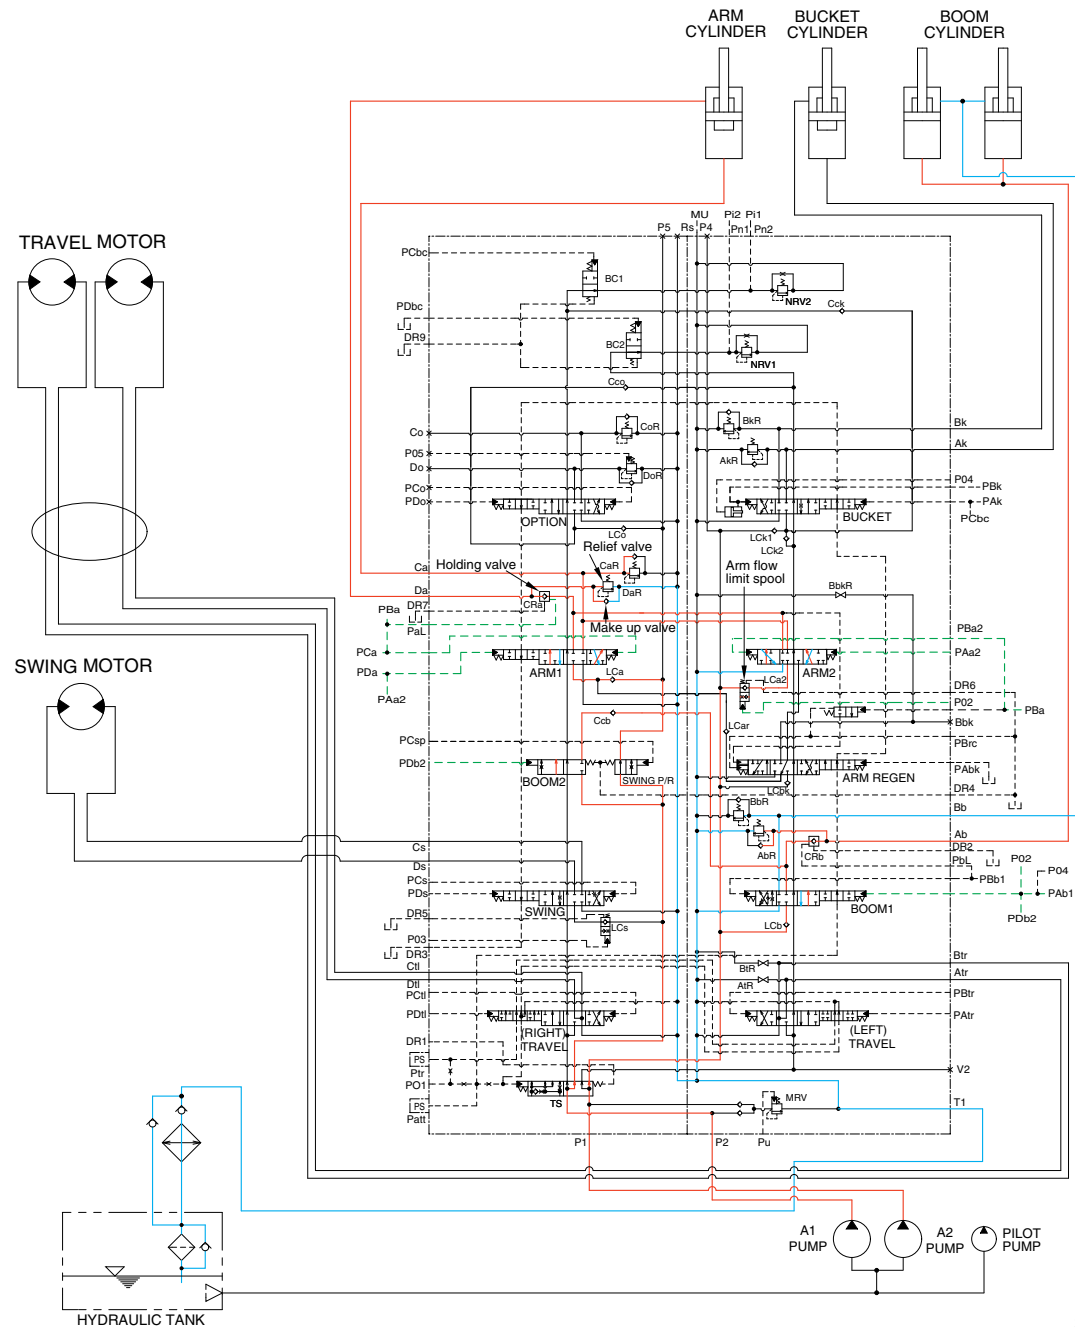 ARM
CYLINDER
BUCKET
CYLINDER
BOOM
CYLINDER
TRAVEL MOTOR
SWING MOTOR
P5
Rs
MU
P4
Pi2
Pi1
Pn1
Pn2
PCbc
BC1
NRV2
Cck
PDbc
DR9
BC2
NRV1
Cco
Co
CoR
BkR
Bk
P05
AkR
Ak
Do
DoR
P04
PCo
PBk
PDo
PAk
OPTION
BUCKET
PCbc
LCo
LCk1
LCk2
Relief valve
Holding valve
CaR
Arm flow
limit spool
Ca
Da
DaR
BbkR
DR7
CRa
PBa
PaL
Make up valve
PBa2
PCa
PAa2
PDa
ARM1
LCa
LCa2
ARM2
PAa2
DR6
P02
PBa
Ccb
LCar
Bbk
PCsp
PBrc
PDb2
PAbk
BOOM2
SWING P/R
ARM REGEN
LCbk
DR4
BbR
Bb
AbR
Ab
Cs
CRb
DR2
Ds
PbL
P02
P04
PCs
PBb1
PDs
PAb1
SWING
BOOM1
PDb2
DR5
LCs
LCb
P03
DR3
Btr
Ctl
BtR
Atr
Dtl
AtR
PCtl
PBtr
PDtl
PAtr
(RIGHT)
TRAVEL
(LEFT)
TRAVEL
DR1
PS
Ptr
V2
PO1
TS
MRV
PS
T1
Patt
P1
P2
Pu
A1
PUMP
A2
PUMP
PILOT
PUMP
HYDRAULIC TANK